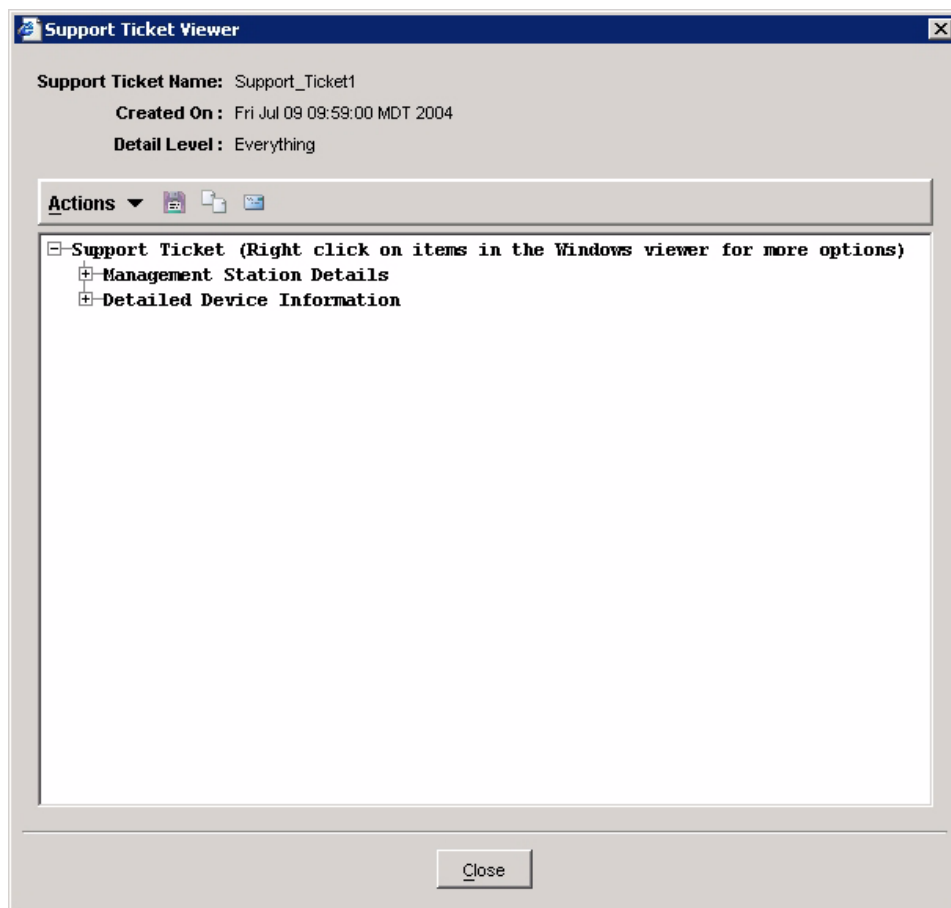 Support Ticket Viewer
Support Ticket Name: Support_Ticket1
Created On : Fri Jul 09 09:59:00 MDT 2004
Detail Level : Everything
Actions
Support Ticket (Right click on items in the Windows viewer for more options)
Management Station Details
Detailed Device Information
Close